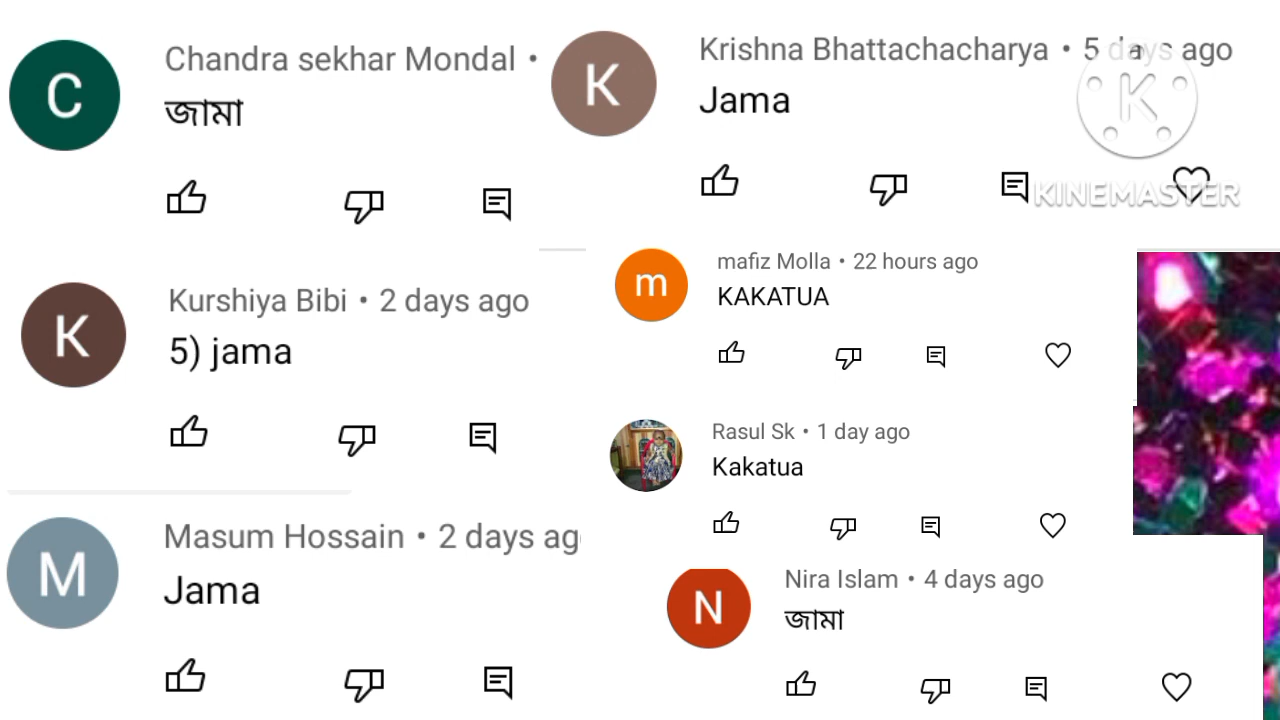 C
Chandra sekhar Mondal •
জামা
K
Krishna Bhattachacharya • 5 days ago
Jama
K
KINEMASTER
K
Kurshiya Bibi • 2 days ago
5) jama
m
mafiz Molla • 22 hours ago
KAKATUA
Rasul Sk • 1 day ago
Kakatua
M
Masum Hossain • 2 days ag
Jama
N
Nira Islam • 4 days ago
জামা